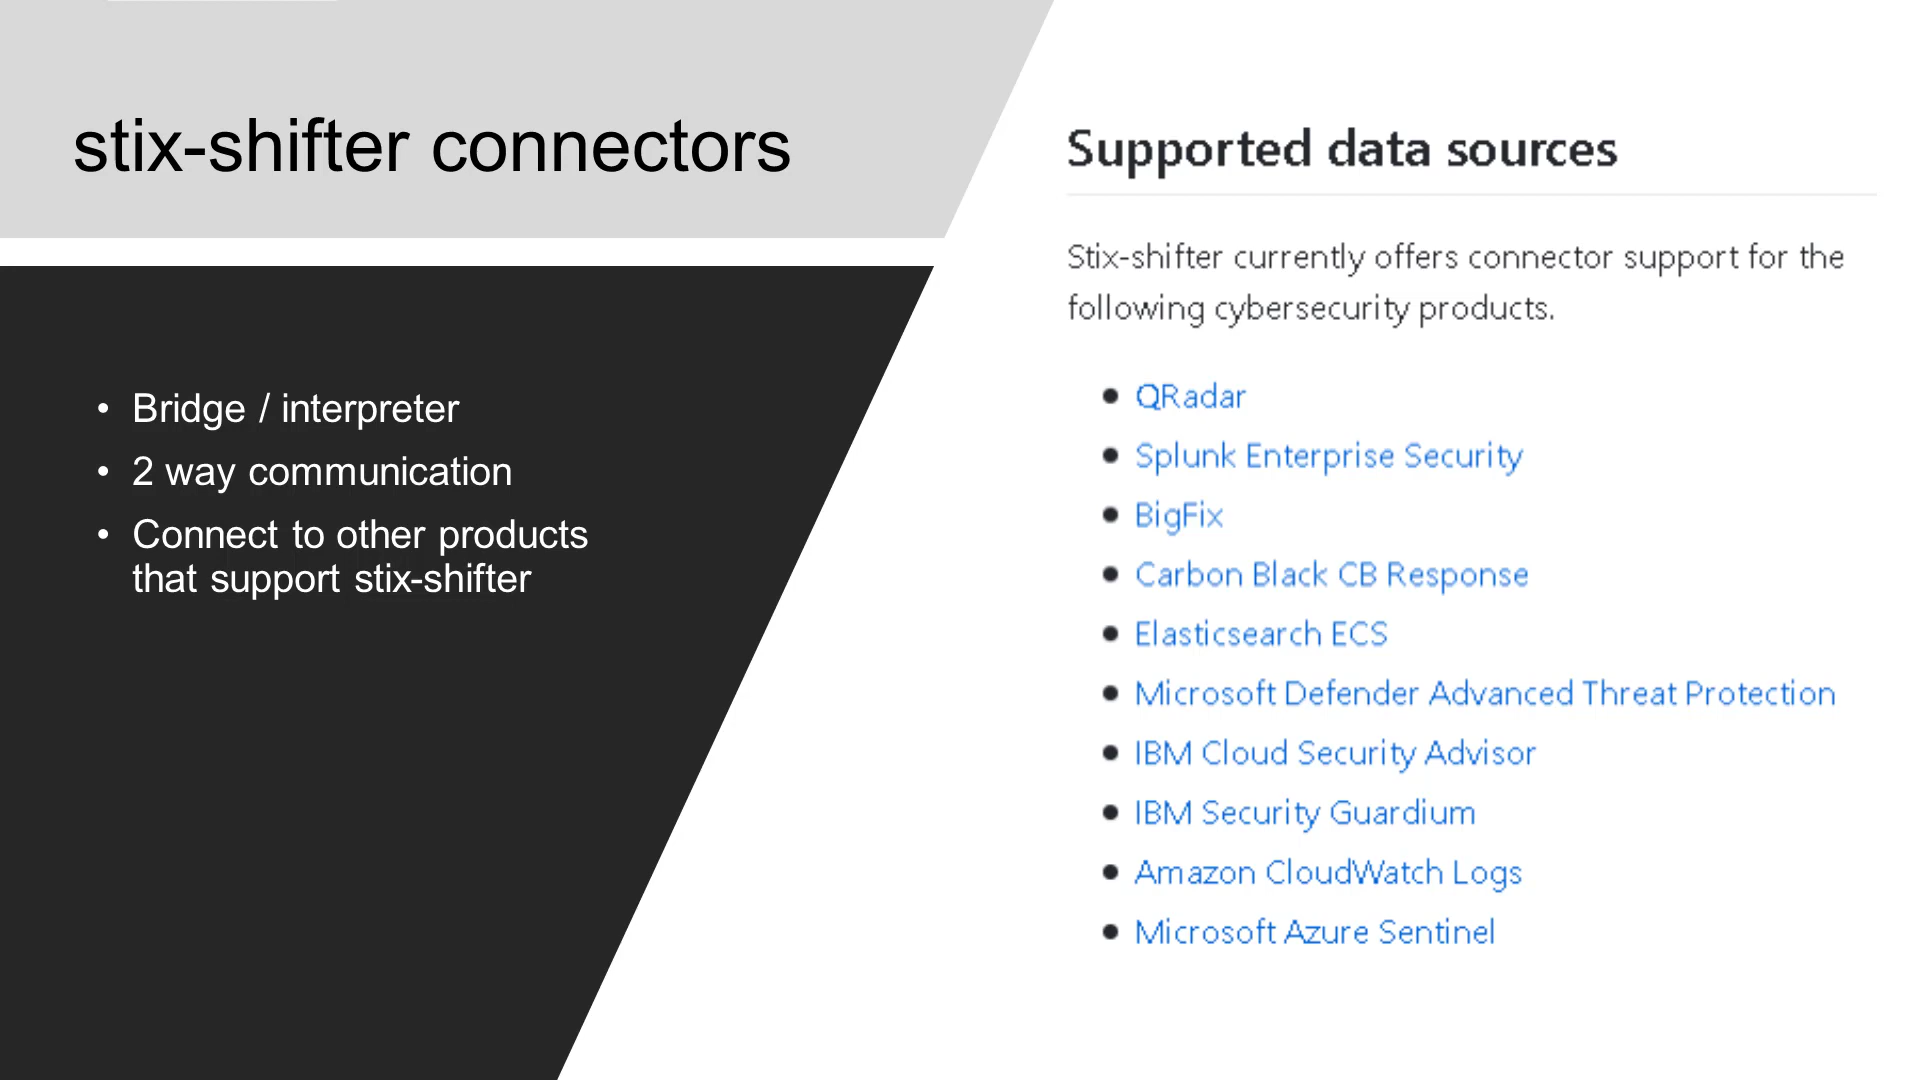 stix-shifter connectors
• Bridge / interpreter
• 2 way communication
• Connect to other products
that support stix-shifter
Supported data sources
Stix-shifter currently offers connector support for the
following cybersecurity products.
• QRadar
• Splunk Enterprise Security
• BigFix
• Carbon Black CB Response
• Elasticsearch ECS
• Microsoft Defender Advanced Threat Protection
• IBM Cloud Security Advisor
• IBM Security Guardium
• Amazon CloudWatch Logs
• Microsoft Azure Sentinel